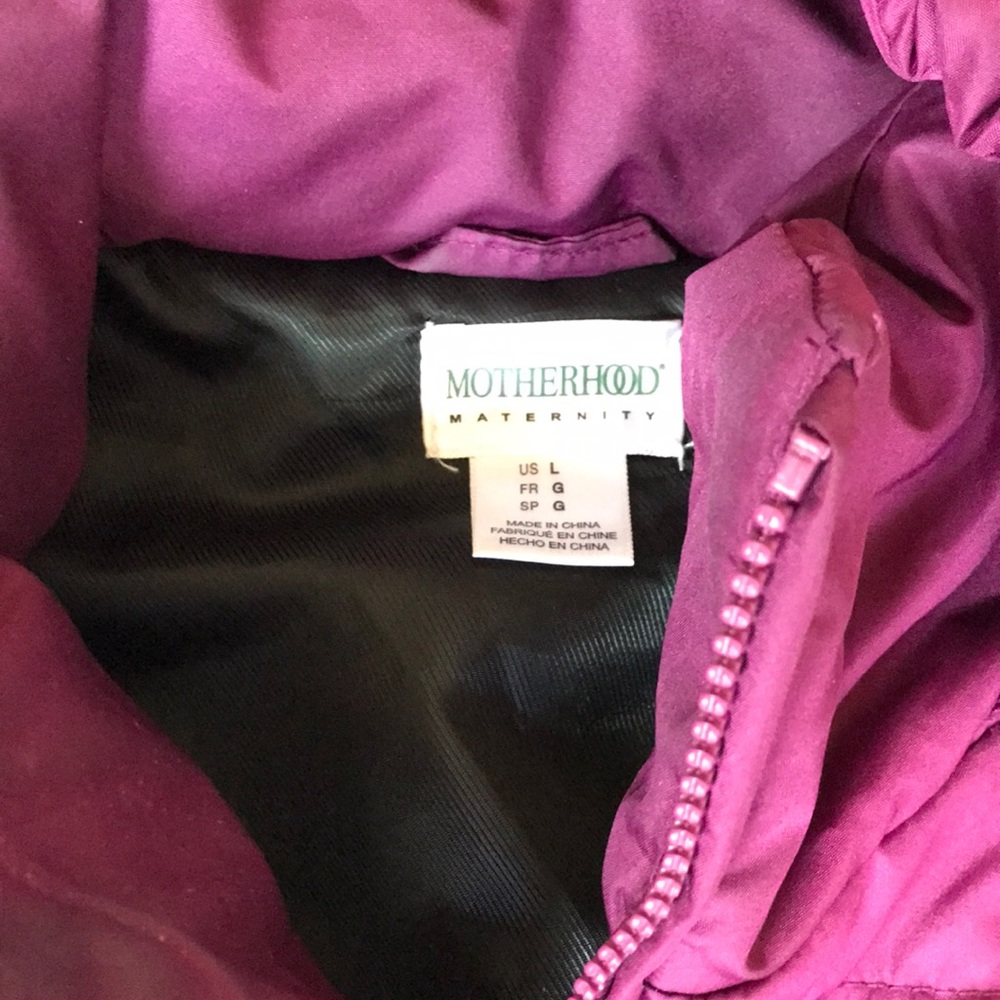 MOTHERHOOD®
MATERNITY
US L
FR G
SP G
MADE IN CHINA
FABRIQUÉ EN CHINE
HECHO EN CHINA